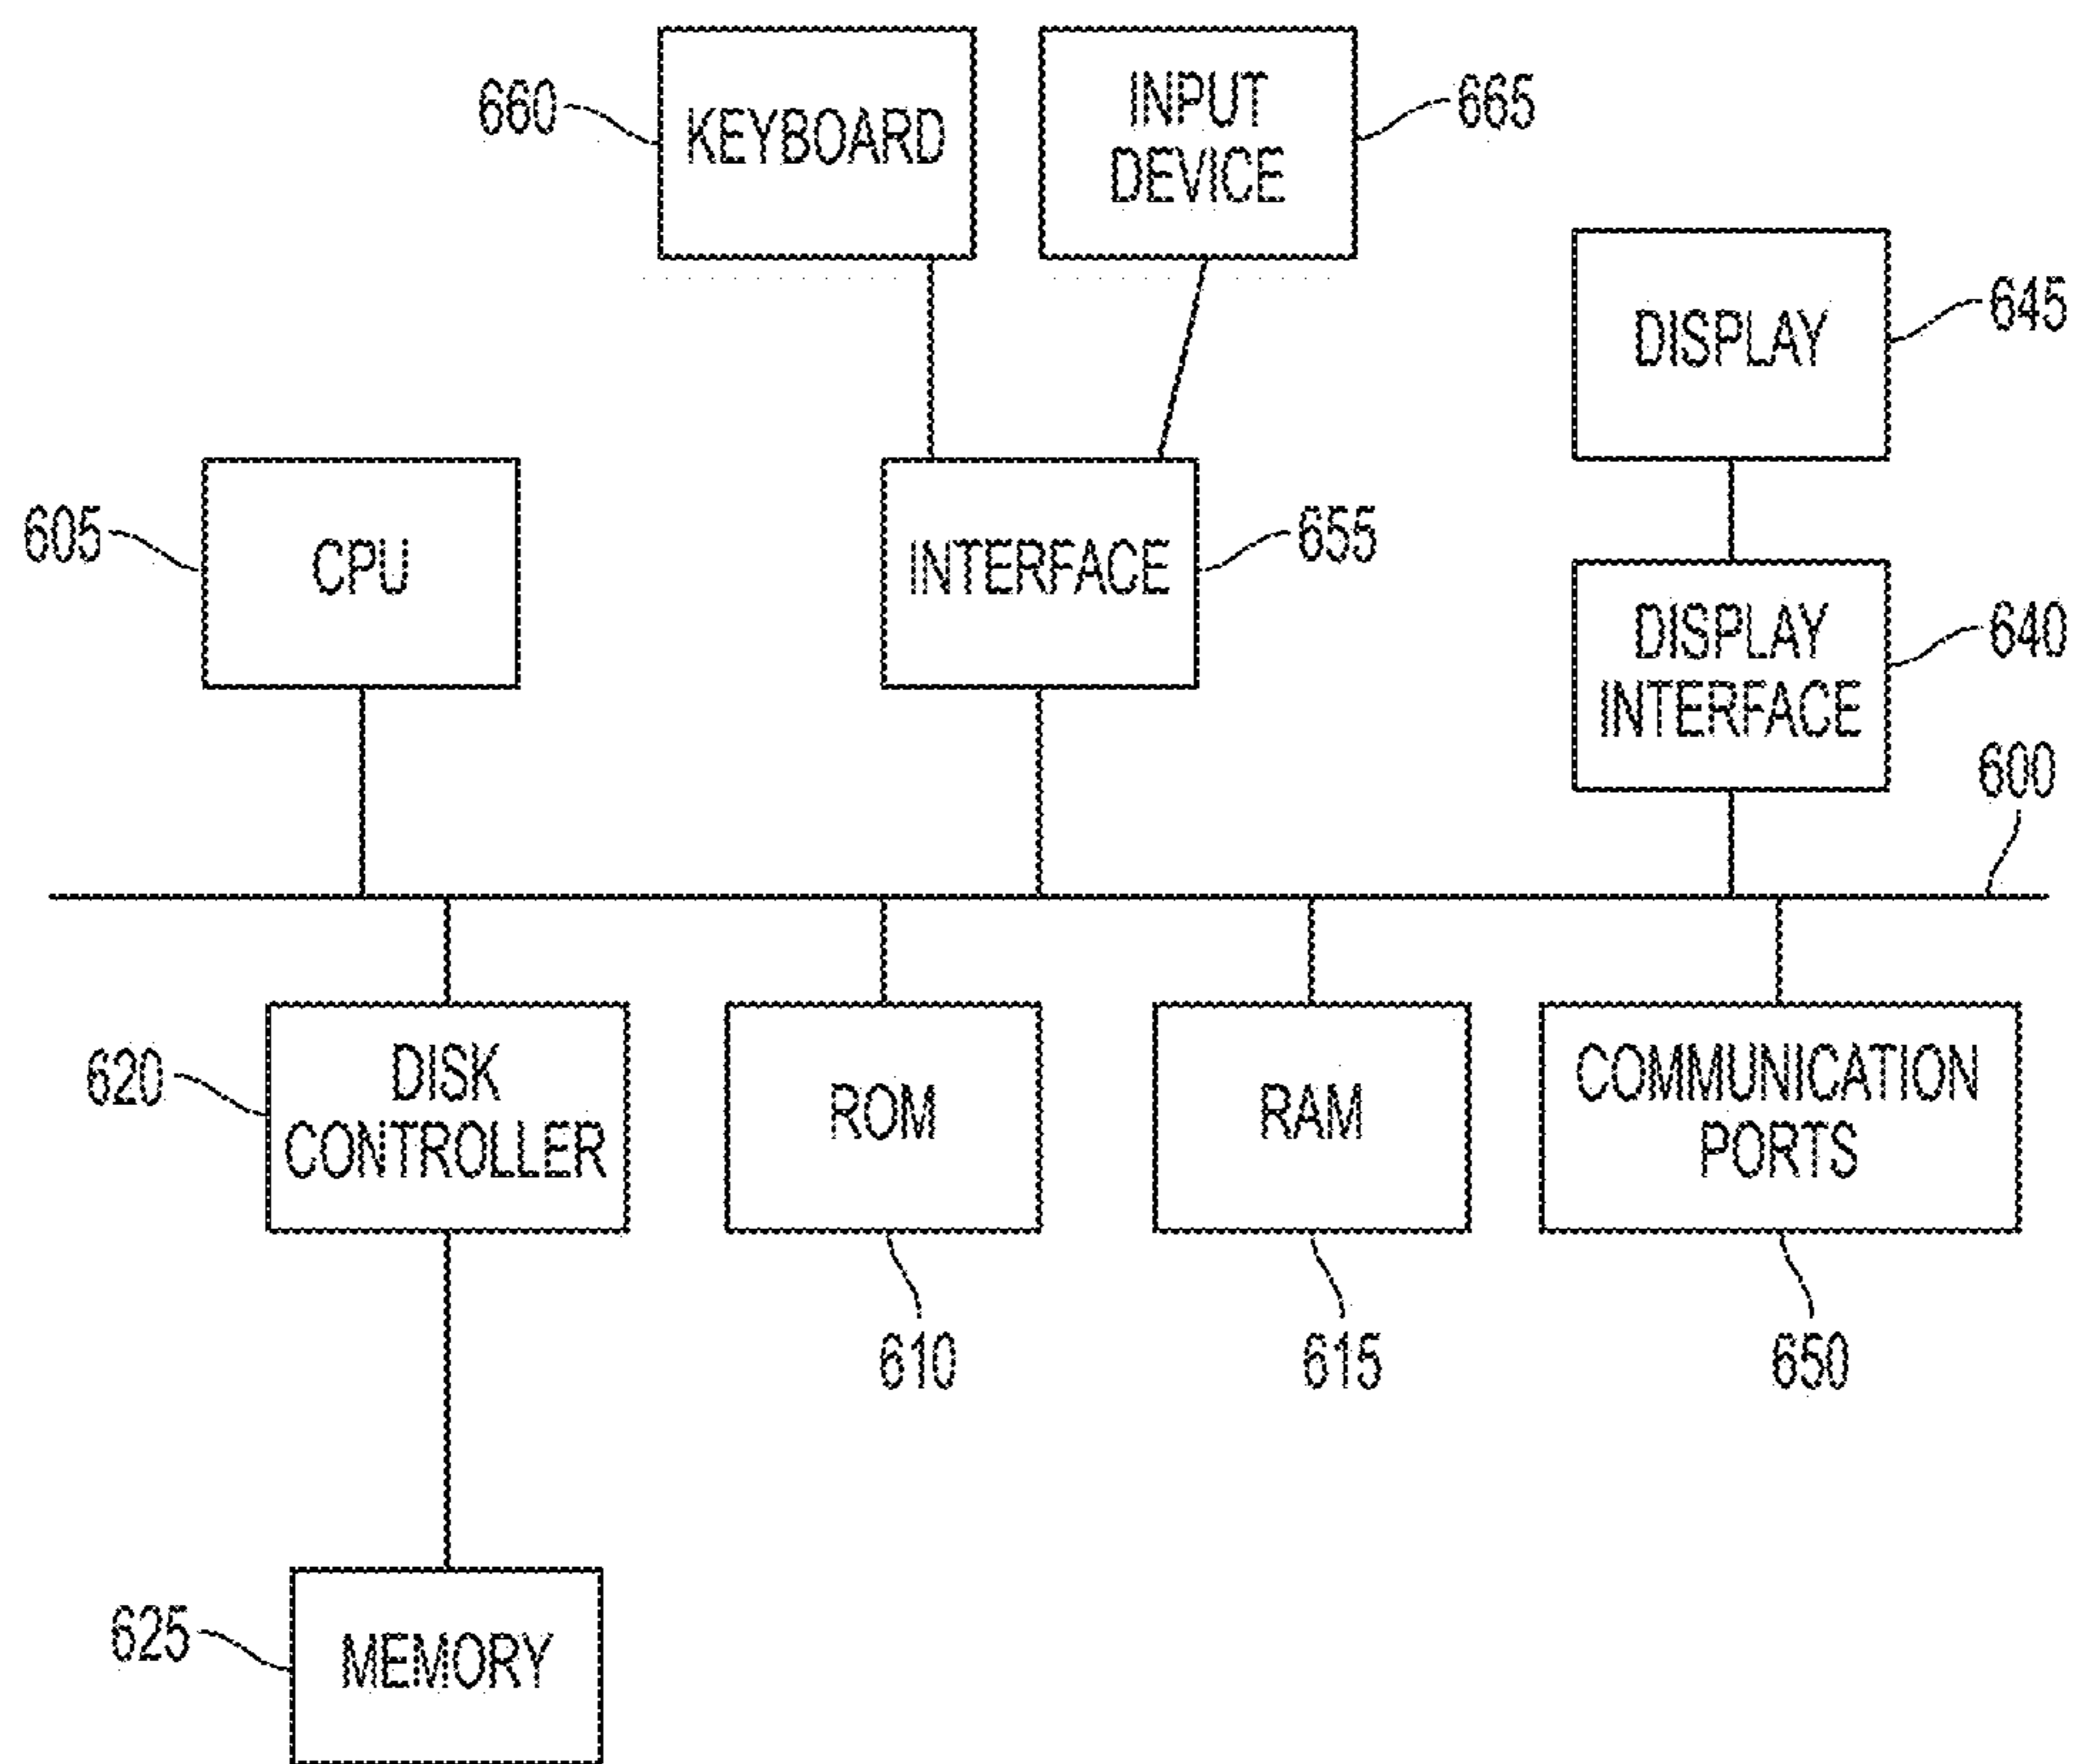 660
KEYBOARD
INPUT
DEVICE
665
DISPLAY
645
605
CPU
INTERFACE
655
DISPLAY
INTERFACE
640
600
620
DISK
CONTROLLER
ROM
RAM
COMMUNICATION
PORTS
610
615
650
625
MEMORY